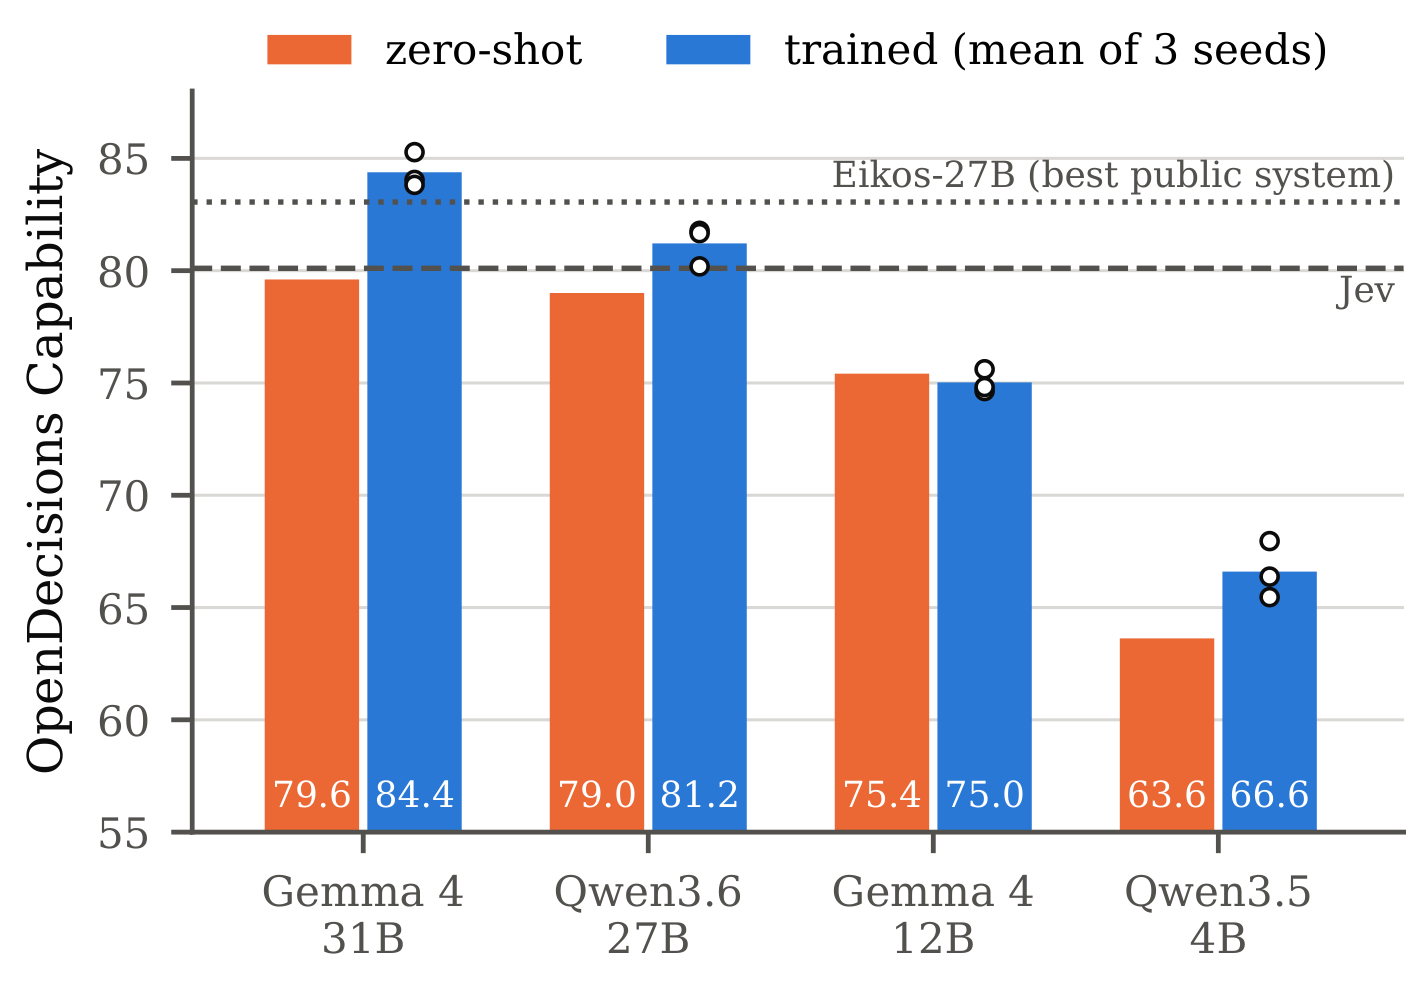 zero-shot
trained (mean of 3 seeds)
OpenDecisions Capability
85
80
75
70
65
60
55
Eikos-27B (best public system)
Jev
79.6
84.4
79.0
81.2
75.4
75.0
63.6
66.6
Gemma 4
31B
Qwen3.6
27B
Gemma 4
12B
Qwen3.5
4B